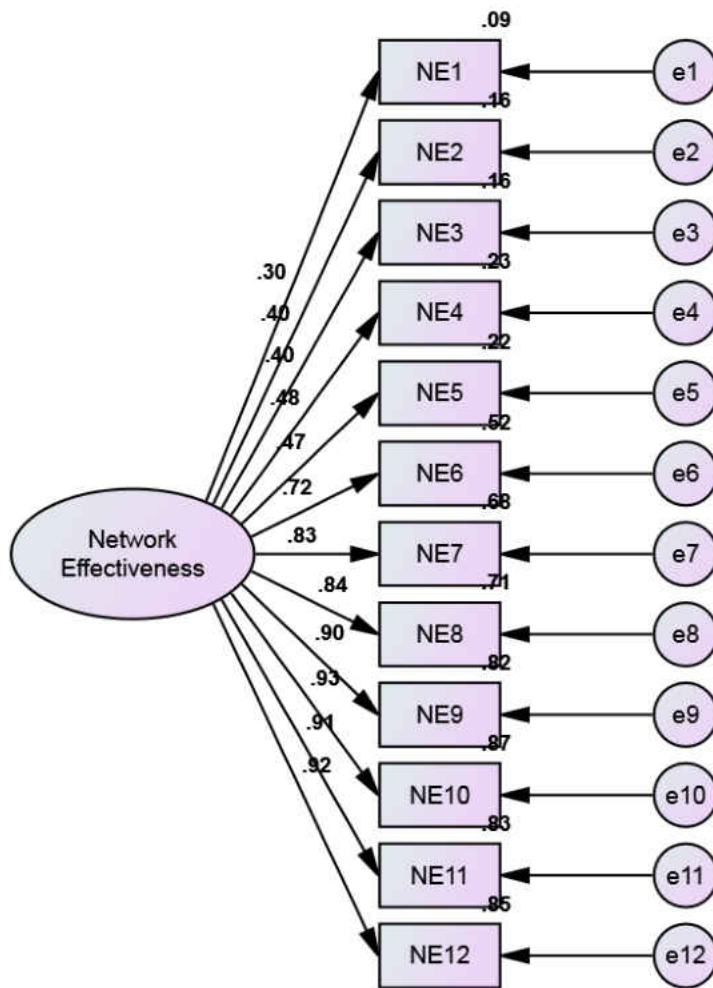 .09
NE1
e1
.16
NE2
e2
.16
NE3
e3
.23
NE4
e4
.22
NE5
e5
.52
NE6
e6
.68
NE7
e7
.71
NE8
e8
.82
NE9
e9
.87
NE10
e10
.83
NE11
e11
.85
NE12
e12
.30
.40
.40
.48
.47
.72
.83
.84
.90
.93
.91
.92
Network
Effectiveness